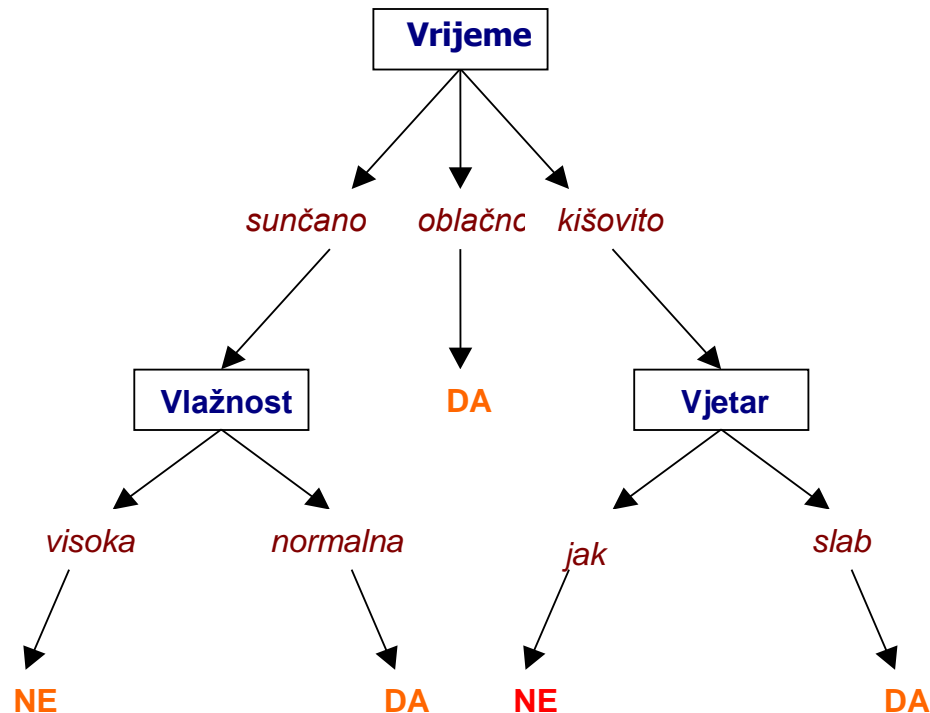 Vrijeme
sunčano oblačno kišovito
Vlažnost DA Vjetar
visoka normalna jak slab
NE DA NE DA